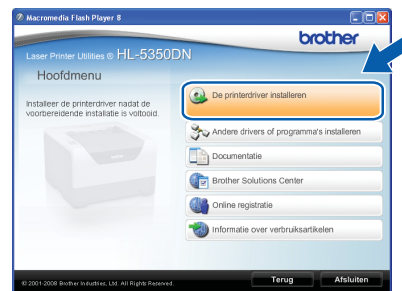 Macromedia Flash Player 8
brother
Laser Printer Utilities ® HL-5350DN
Hoofdmenu
Installeer de printerdriver nadat de
voorbereidende installatie is voltooid.
De printerdriver installeren
Andere drivers of programma's installeren
Documentatie
Brother Solutions Center
Online registratie
Informatie over verbruiksartikelen
© 2001-2008 Brother Industries, Ltd. All Rights Reserved.
Terug
Afsluiten